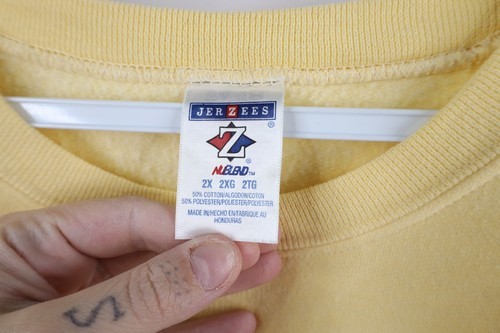 JERZEES
®
Z
®
NUBLEND™
2X 2XG 2TG
50% COTTON/ALGODON/COTON
50% POLYESTER/POLIESTER/POLYESTER
MADE IN/HECHO EN/FABRIQUE AU
HONDURAS